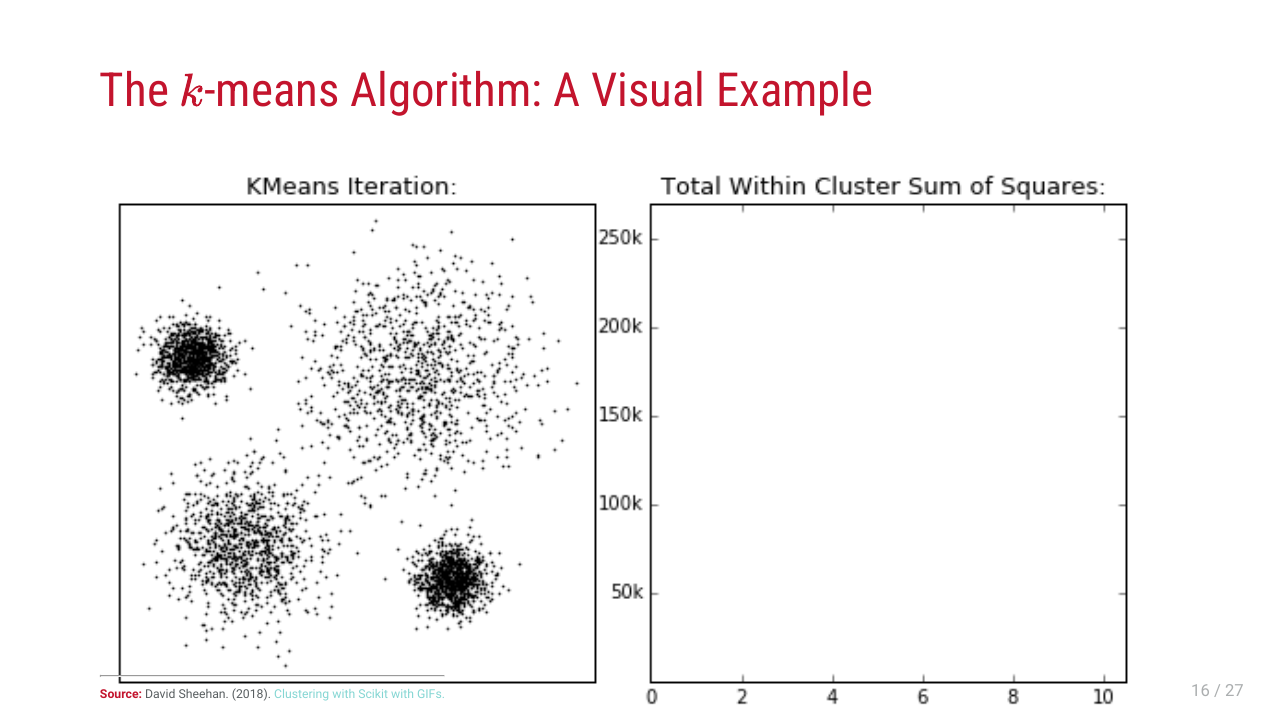 The k-means Algorithm: A Visual Example
KMeans Iteration:
Total Within Cluster Sum of Squares:
250k
200k
150k
100k
50k
0 2 4 6 8 10
Source: David Sheehan. (2018). Clustering with Scikit with GIFs.
16 / 27